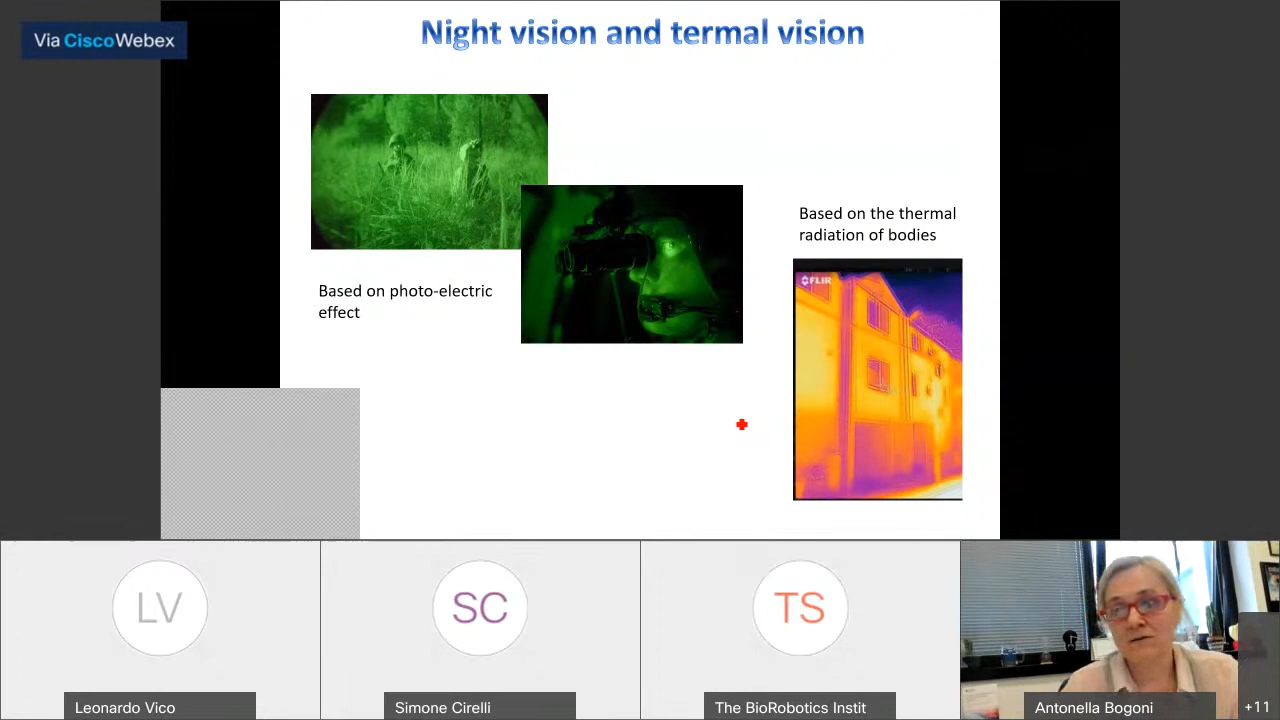 Via CiscoWebex
Night vision and termal vision
Based on the thermal
radiation of bodies
FLIR
Based on photo-electric
effect
LV
SC
TS
Leonardo Vico
Simone Cirelli
The BioRobotics Instit
Antonella Bogoni
+11